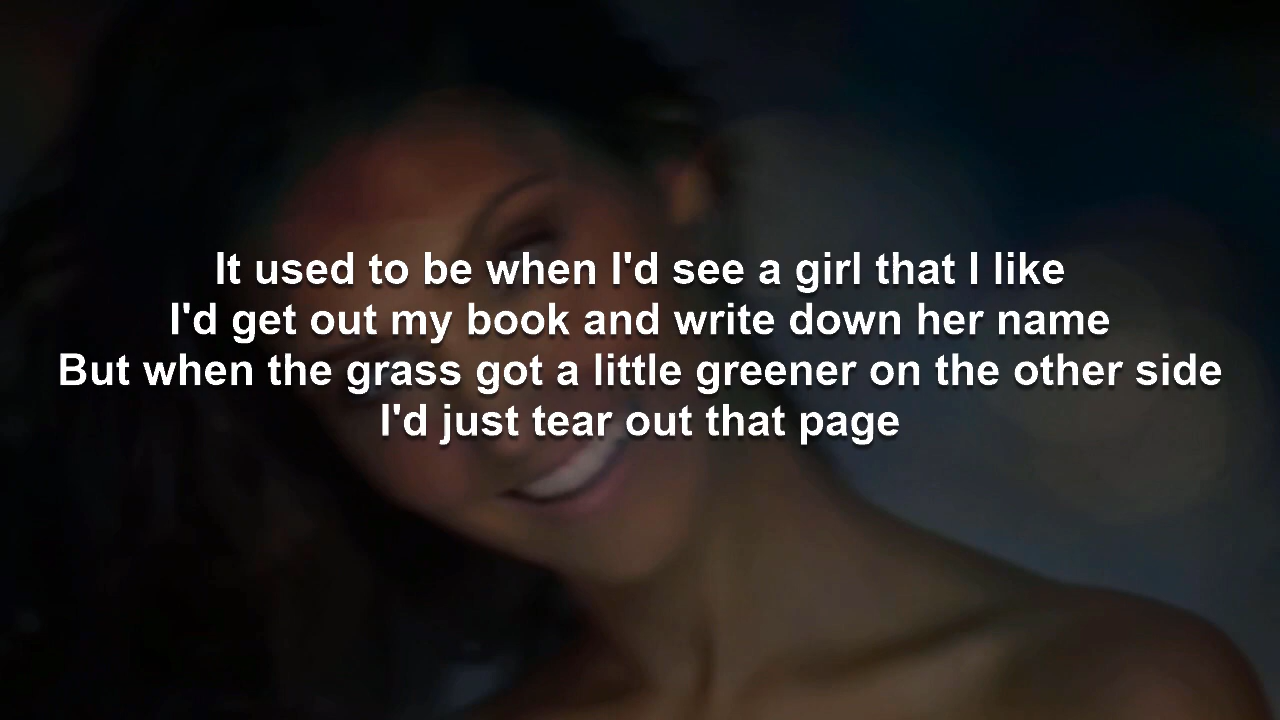 It used to be when I'd see a girl that I like
I'd get out my book and write down her name
But when the grass got a little greener on the other side
I'd just tear out that page